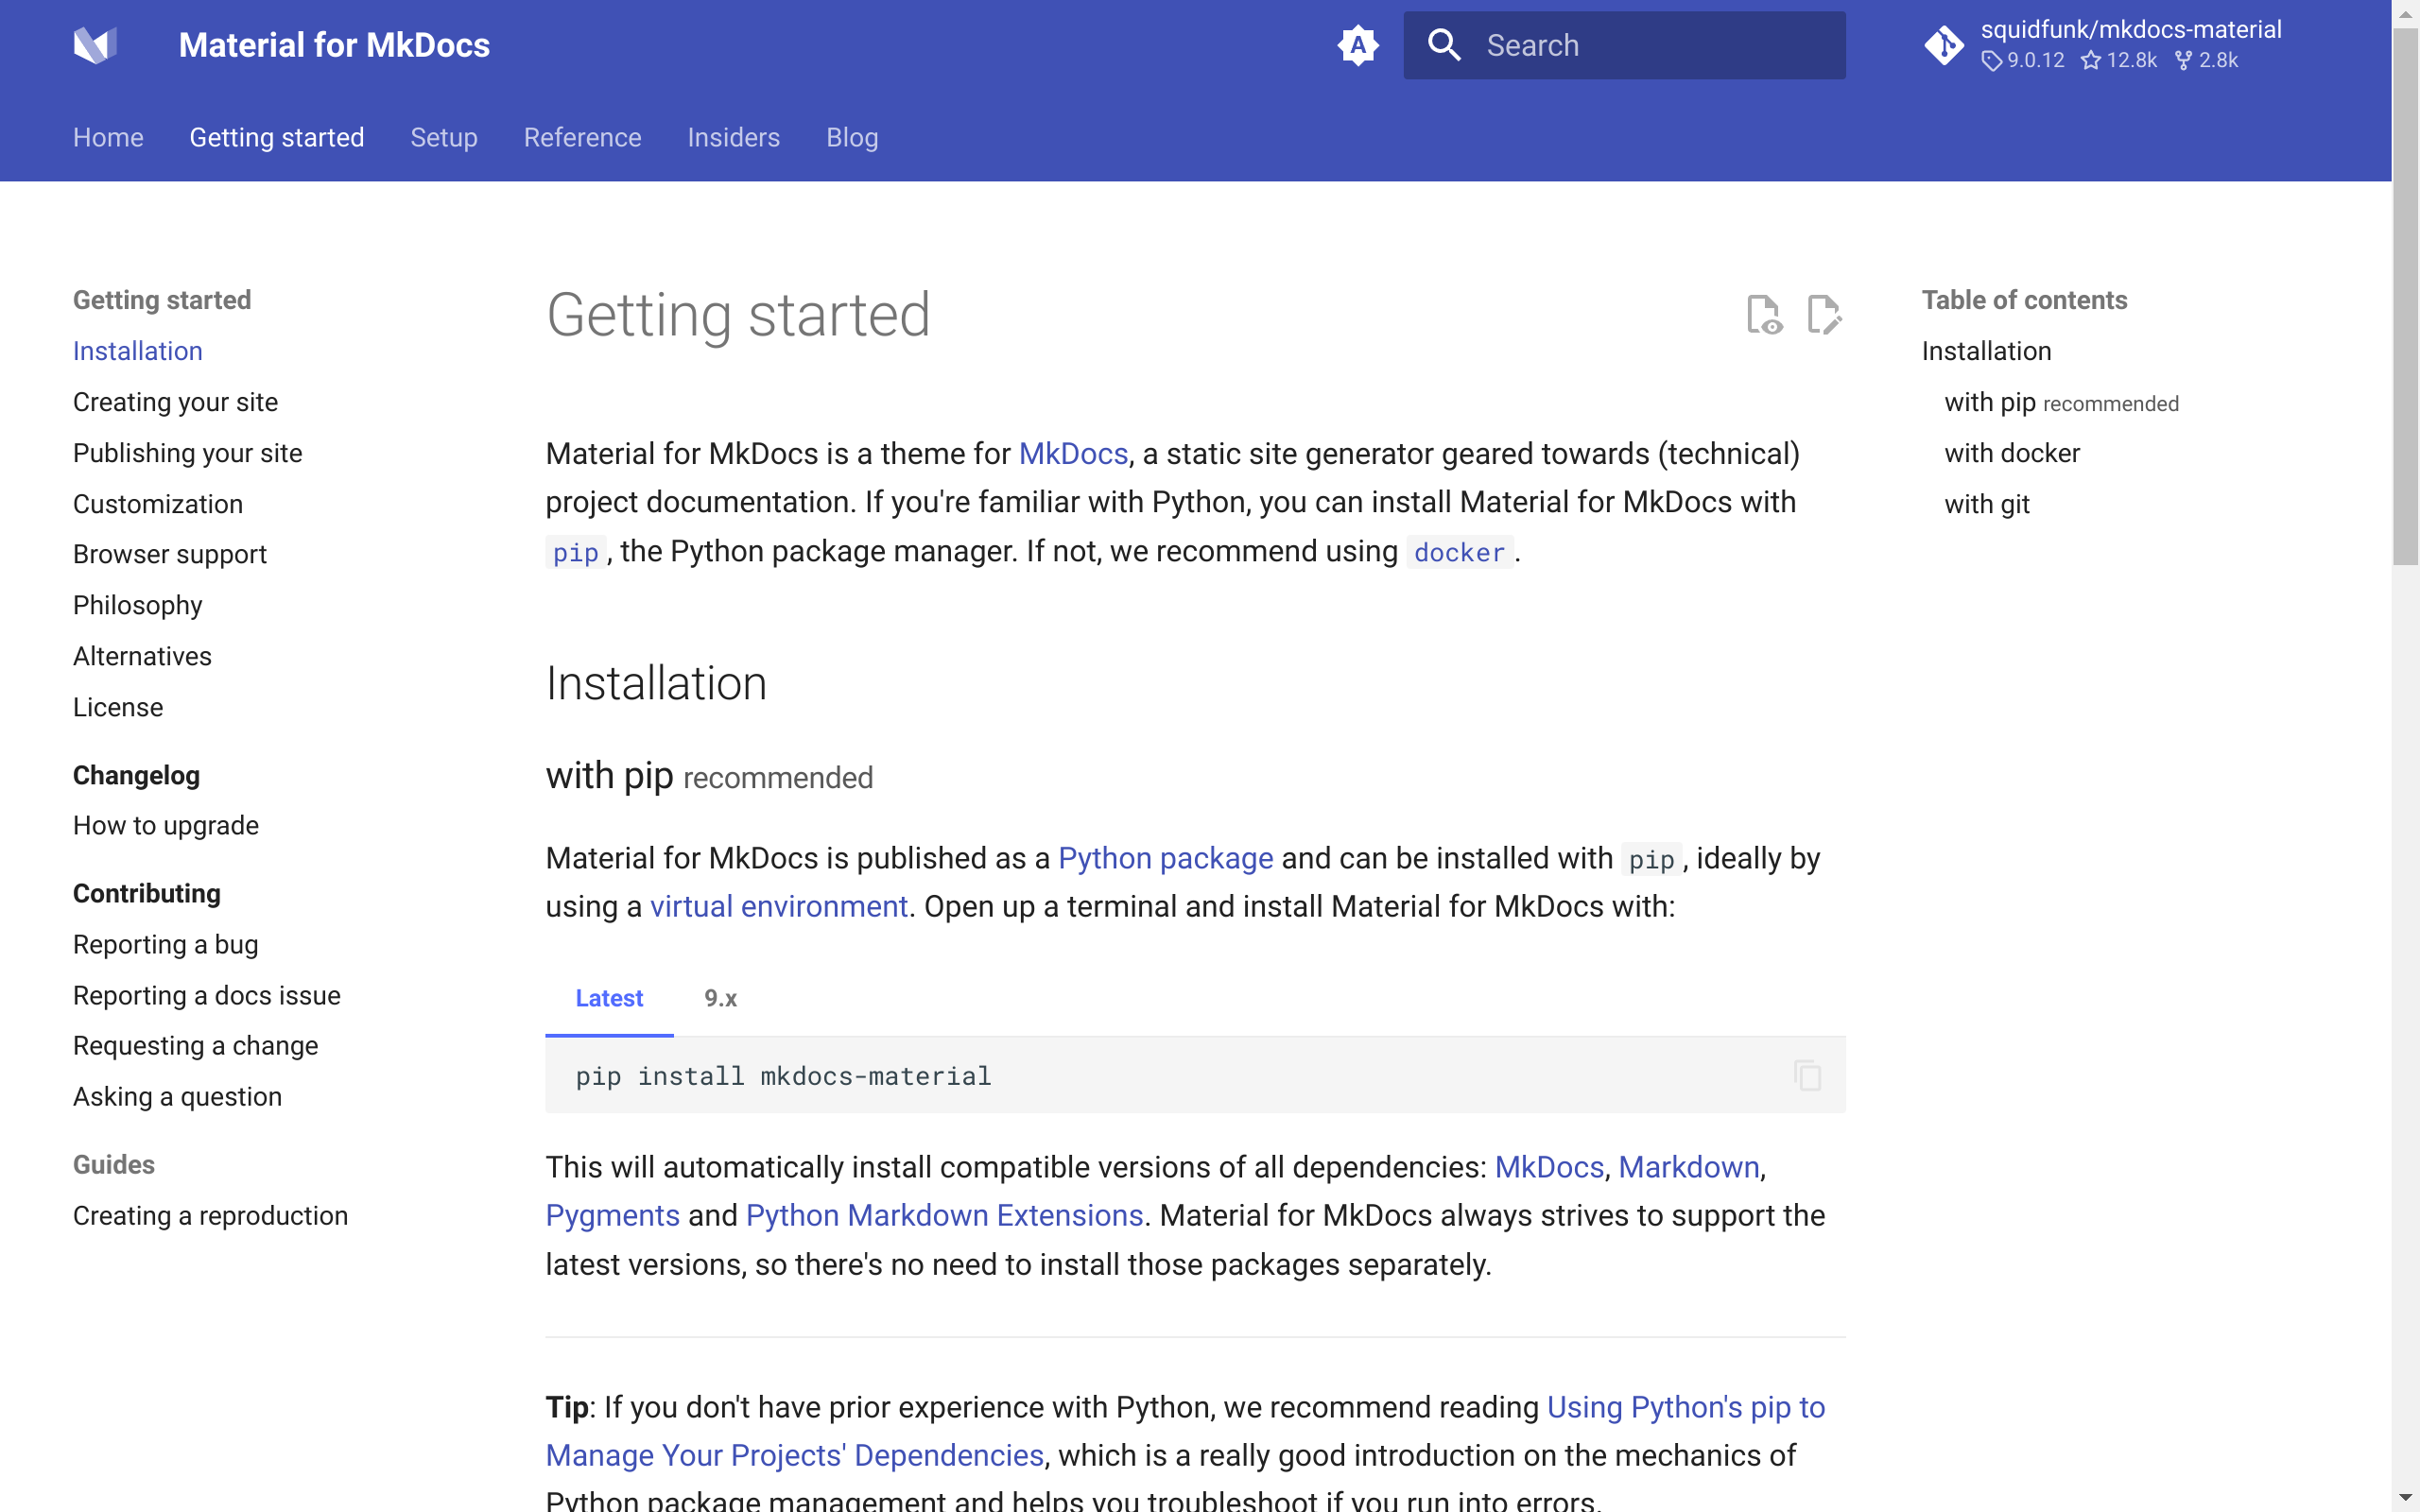 Material for MkDocs
A
Search
squidfunk/mkdocs-material
9.0.12 12.8k 2.8k
Home Getting started Setup Reference Insiders Blog
Getting started
Installation
Creating your site
Publishing your site
Customization
Browser support
Philosophy
Alternatives
License
Changelog
How to upgrade
Contributing
Reporting a bug
Reporting a docs issue
Requesting a change
Asking a question
Guides
Creating a reproduction
Getting started
Material for MkDocs is a theme for MkDocs, a static site generator geared towards (technical)
project documentation. If you're familiar with Python, you can install Material for MkDocs with
pip, the Python package manager. If not, we recommend using docker.
Installation
with pip recommended
Material for MkDocs is published as a Python package and can be installed with pip, ideally by
using a virtual environment. Open up a terminal and install Material for MkDocs with:
Latest 9.x
pip install mkdocs-material
This will automatically install compatible versions of all dependencies: MkDocs, Markdown,
Pygments and Python Markdown Extensions. Material for MkDocs always strives to support the
latest versions, so there's no need to install those packages separately.
Tip: If you don't have prior experience with Python, we recommend reading Using Python's pip to
Manage Your Projects' Dependencies, which is a really good introduction on the mechanics of
Python package management and helps you troubleshoot if you run into errors.
Table of contents
Installation
with pip recommended
with docker
with git